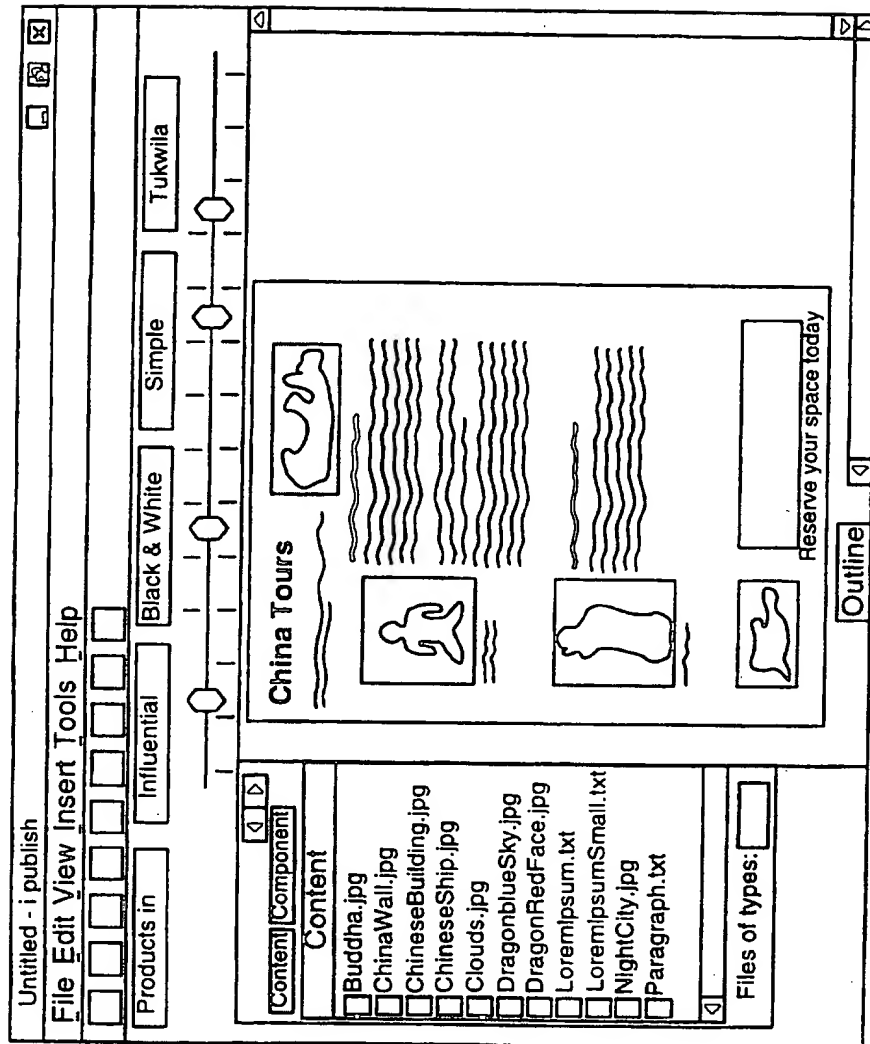 Untitled - i publish
File Edit View Insert Tools Help
Products in
Influential
Black & White
Simple
Tukwila
Content
Component
Content
Buddha.jpg
ChinaWall.jpg
ChineseBuilding.jpg
ChineseShip.jpg
Clouds.jpg
DragonblueSky.jpg
DragonRedFace.jpg
LoremIpsum.txt
LoremIpsumSmall.txt
NightCity.jpg
Paragraph.txt
Files of types:
China Tours
Reserve your space today
Outline